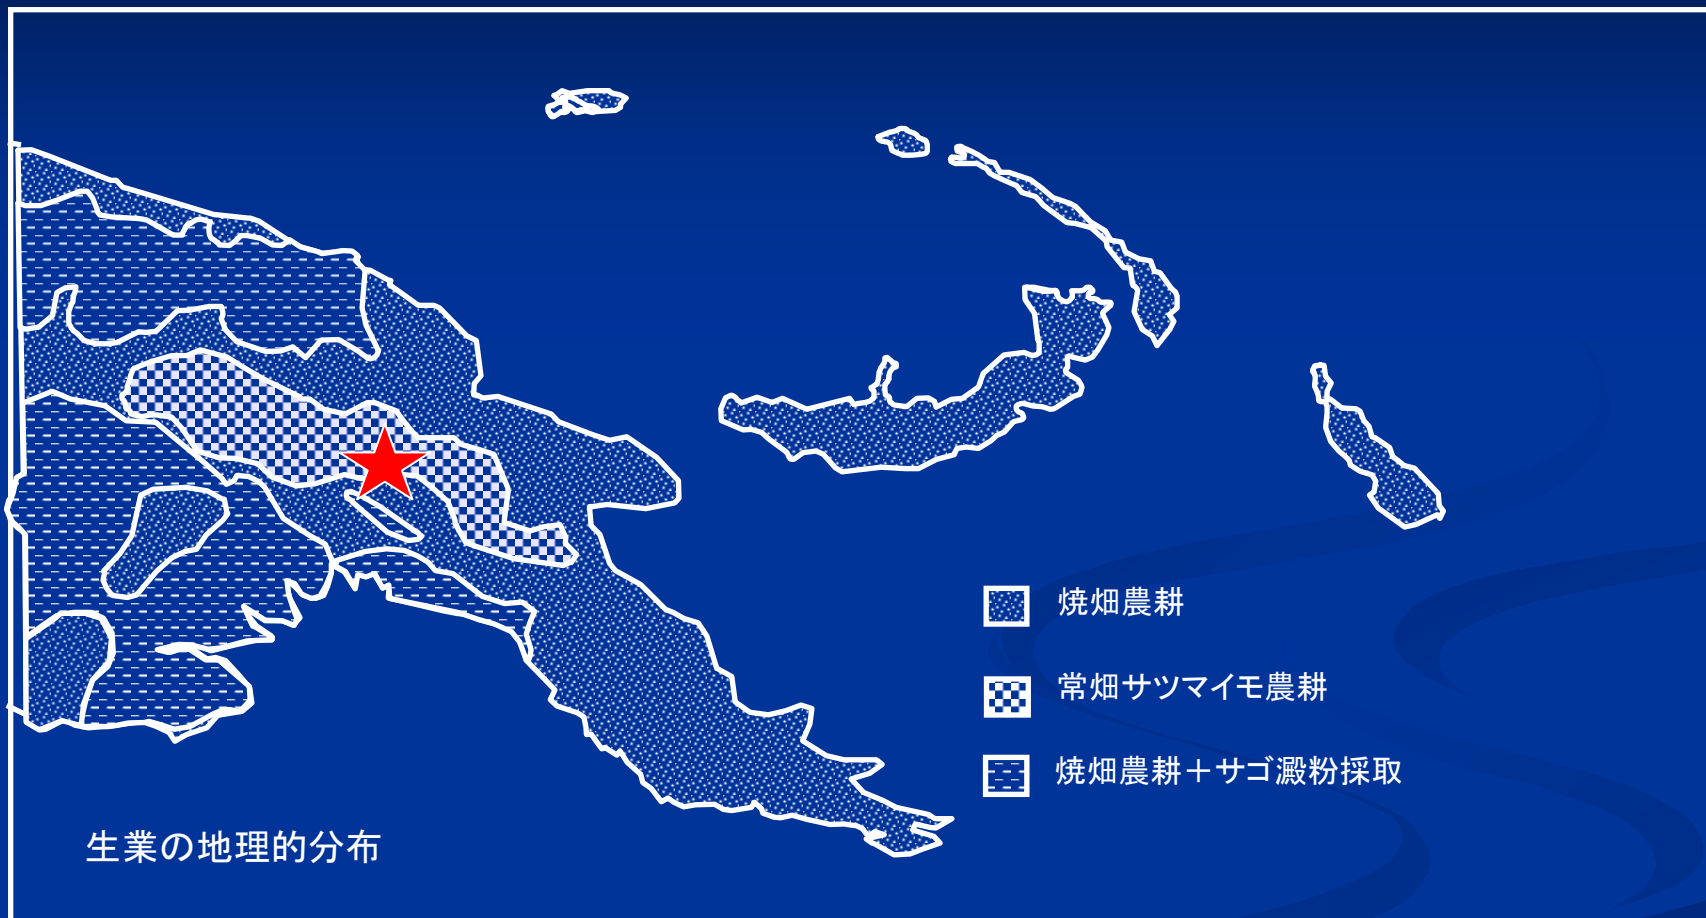 焼畑農耕
常畑サツマイモ農耕
焼畑農耕＋サゴ澱粉採取
生業の地理的分布